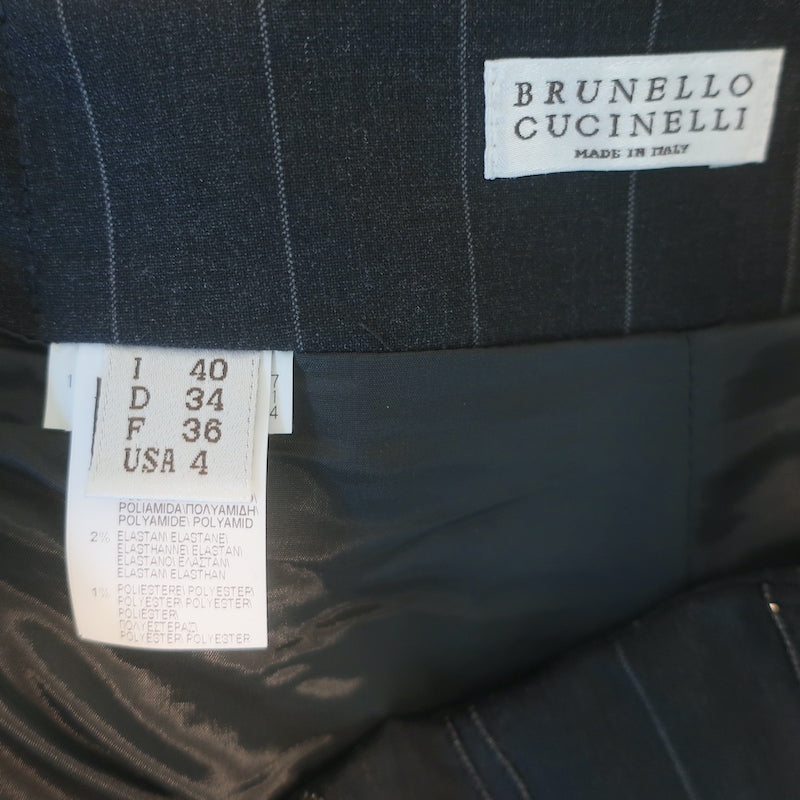 BRUNELLO
CUCINELLI
MADE IN ITALY
I 40
D 34
F 36
USA 4
POLIAMIDA\ΠΟΛΥΑΜΙΔΗ\
POLYAMIDE\ POLYAMID
2% ELASTAN\ ELASTANE\
ELASTHANNE\ ELASTAN\
ELASTANO\ ΕΛΑΣΤΑΝ\
ELASTAN\ ELASTHAN
1% POLIESTERE\ POLYESTER\
POLYESTER\ POLYESTER\
POLIÉSTER\
ΠΟΛΥΕΣΤΕΡΑΣ\
POLYESTER\ POLYESTER